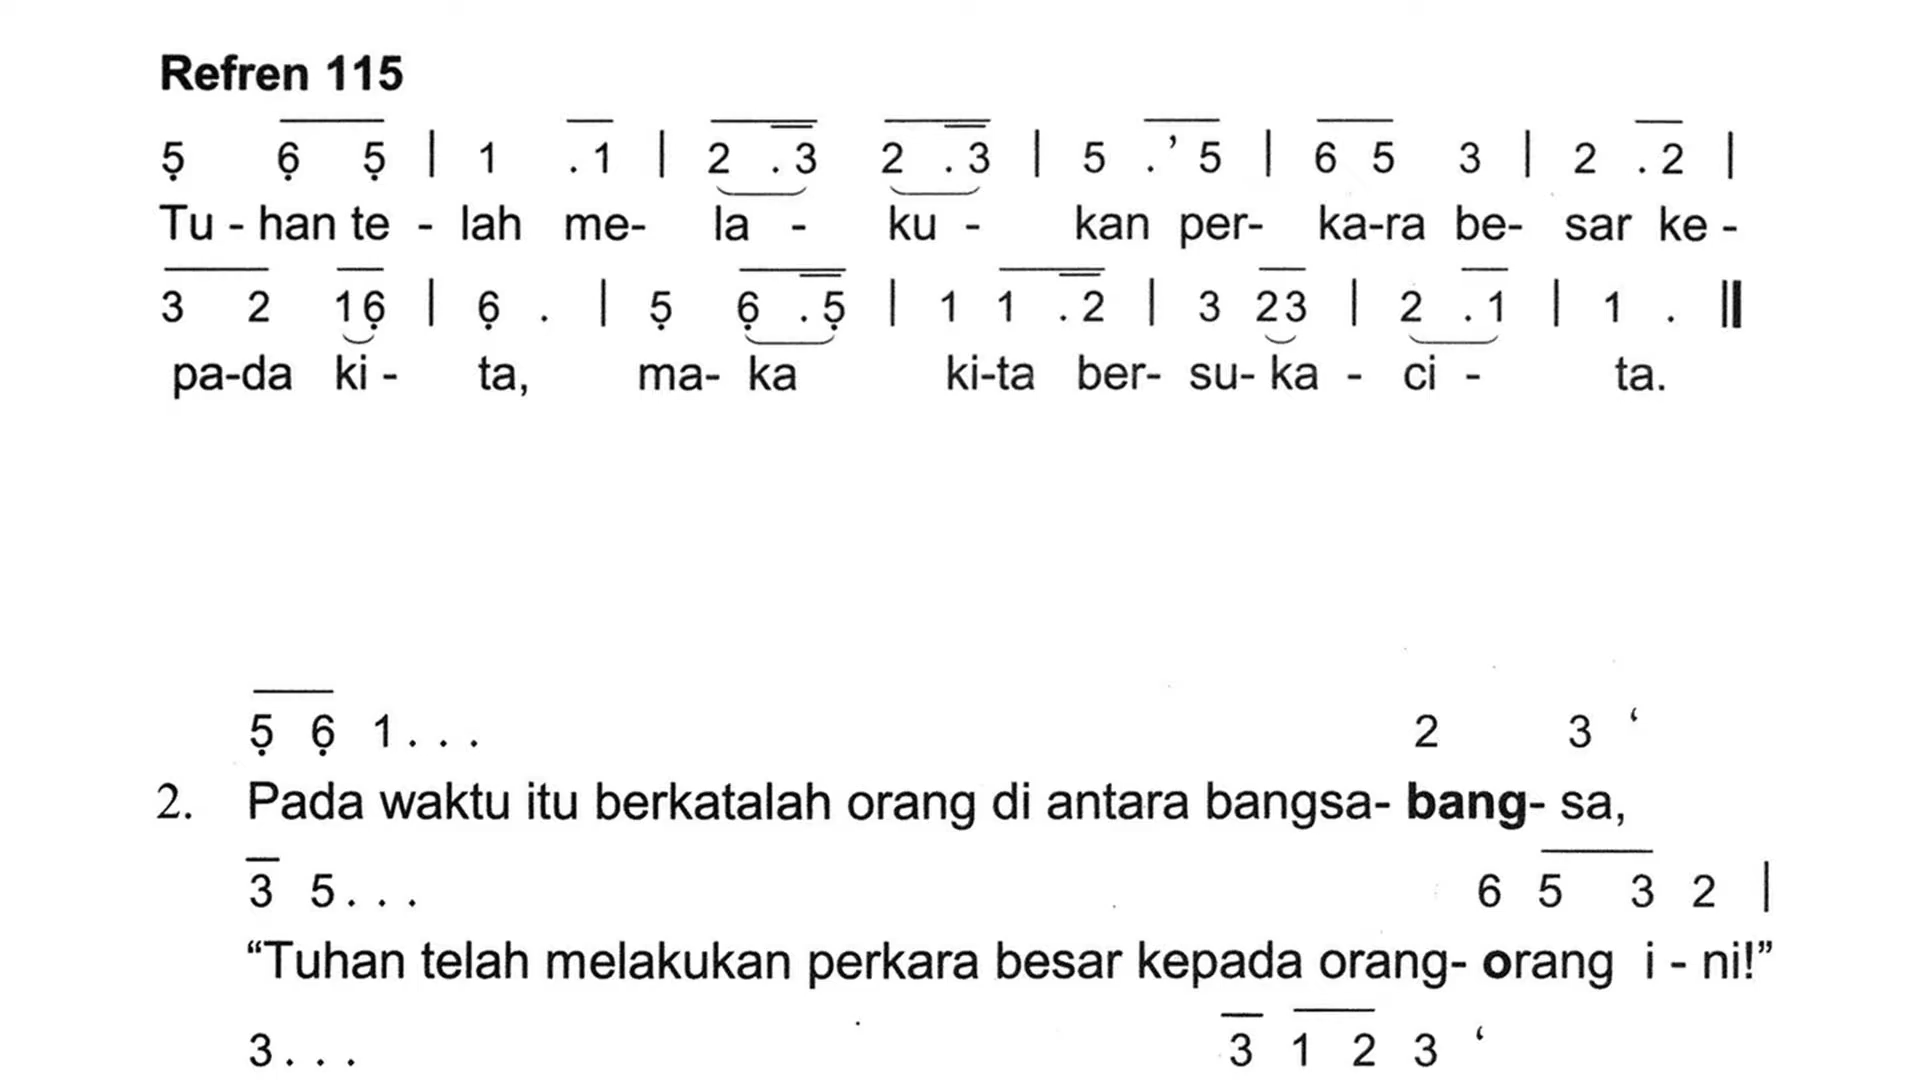 Refren 115
5̣ 6̣ 5̣ | 1 .1 | 2 .3 2 .3 | 5 .’ 5 | 6 5 3 | 2 .2 |
Tu - han te - lah me- la - ku - kan per- ka-ra be- sar ke -
3 2 16̣ | 6̣ . | 5̣ 6̣ .5̣ | 1 1 .2 | 3 23 | 2 .1 | 1 . ||
pa-da ki - ta, ma- ka ki-ta ber- su- ka - ci - ta.
5̣ 6̣ 1 . . . 2 3 ‘
2. Pada waktu itu berkatalah orang di antara bangsa- bang- sa,
3 5 . . . 6 5 3 2 |
“Tuhan telah melakukan perkara besar kepada orang- orang i - ni!”
3 . . . 3 1 2 3 ‘